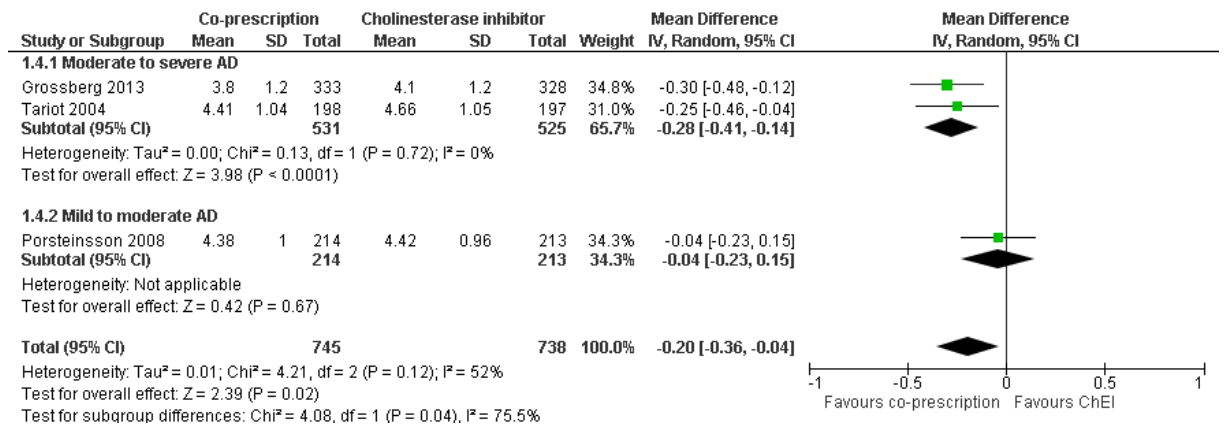 Co-prescription Cholinesterase inhibitor Mean Difference Mean Difference
Study or Subgroup Mean SD Total Mean SD Total Weight IV, Random, 95% CI IV, Random, 95% CI
1.4.1 Moderate to severe AD
Grossberg 2013 3.8 1.2 333 4.1 1.2 328 34.8% -0.30 [-0.48, -0.12]
Tariot 2004 4.41 1.04 198 4.66 1.05 197 31.0% -0.25 [-0.46, -0.04]
Subtotal (95% CI) 531 525 65.7% -0.28 [-0.41, -0.14]
Heterogeneity: Tau² = 0.00; Chi² = 0.13, df = 1 (P = 0.72); I² = 0%
Test for overall effect: Z = 3.98 (P < 0.0001)
1.4.2 Mild to moderate AD
Porsteinsson 2008 4.38 1 214 4.42 0.96 213 34.3% -0.04 [-0.23, 0.15]
Subtotal (95% CI) 214 213 34.3% -0.04 [-0.23, 0.15]
Heterogeneity: Not applicable
Test for overall effect: Z = 0.42 (P = 0.67)
Total (95% CI) 745 738 100.0% -0.20 [-0.36, -0.04]
Heterogeneity: Tau² = 0.01; Chi² = 4.21, df = 2 (P = 0.12); I² = 52%
Test for overall effect: Z = 2.39 (P = 0.02)
Test for subgroup differences: Chi² = 4.08, df = 1 (P = 0.04), I² = 75.5%
-1 -0.5 0 0.5 1
Favours co-prescription Favours ChEI